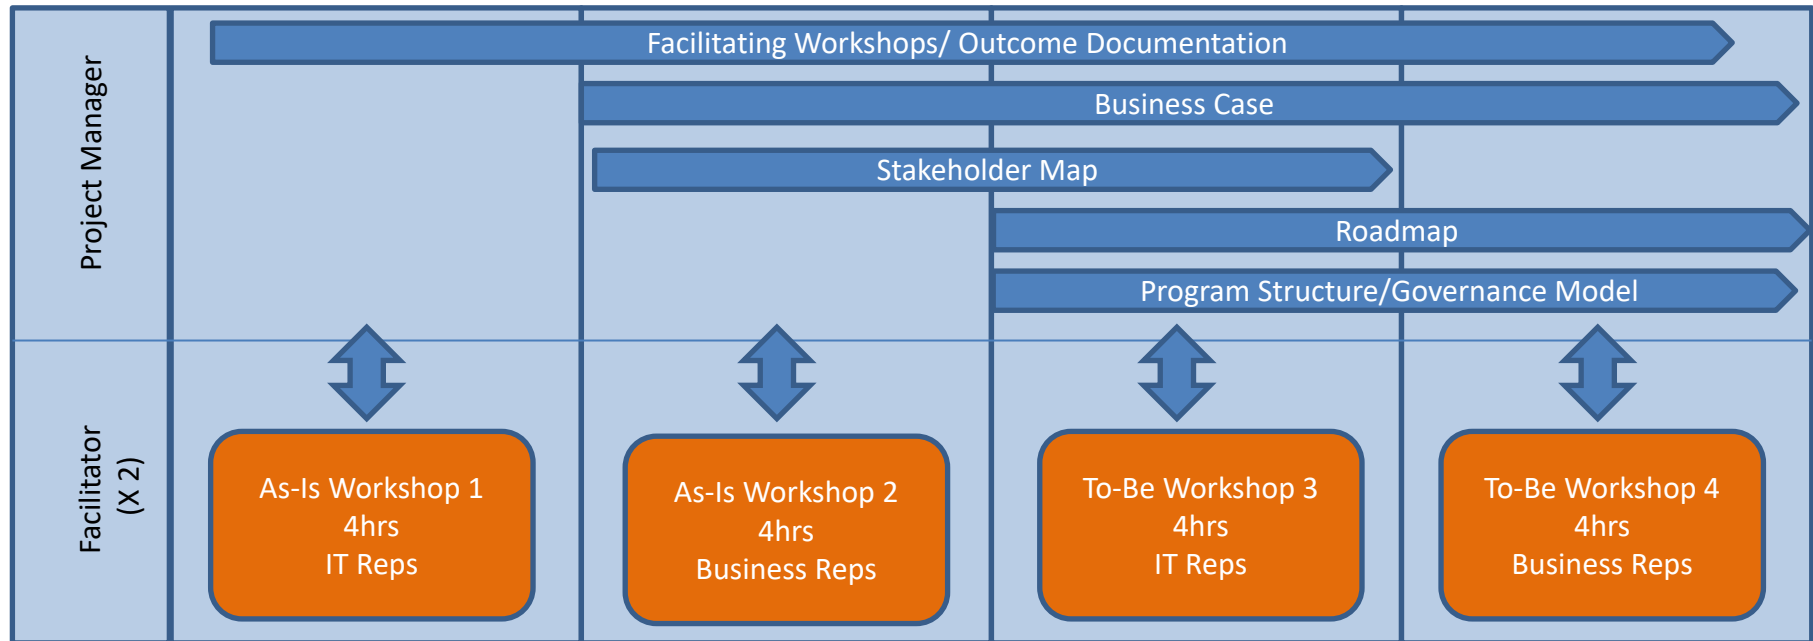 Project Manager
Facilitating Workshops/ Outcome Documentation
Business Case
Stakeholder Map
Roadmap
Program Structure/Governance Model
Facilitator
(X 2)
As-Is Workshop 1
4hrs
IT Reps
As-Is Workshop 2
4hrs
Business Reps
To-Be Workshop 3
4hrs
IT Reps
To-Be Workshop 4
4hrs
Business Reps